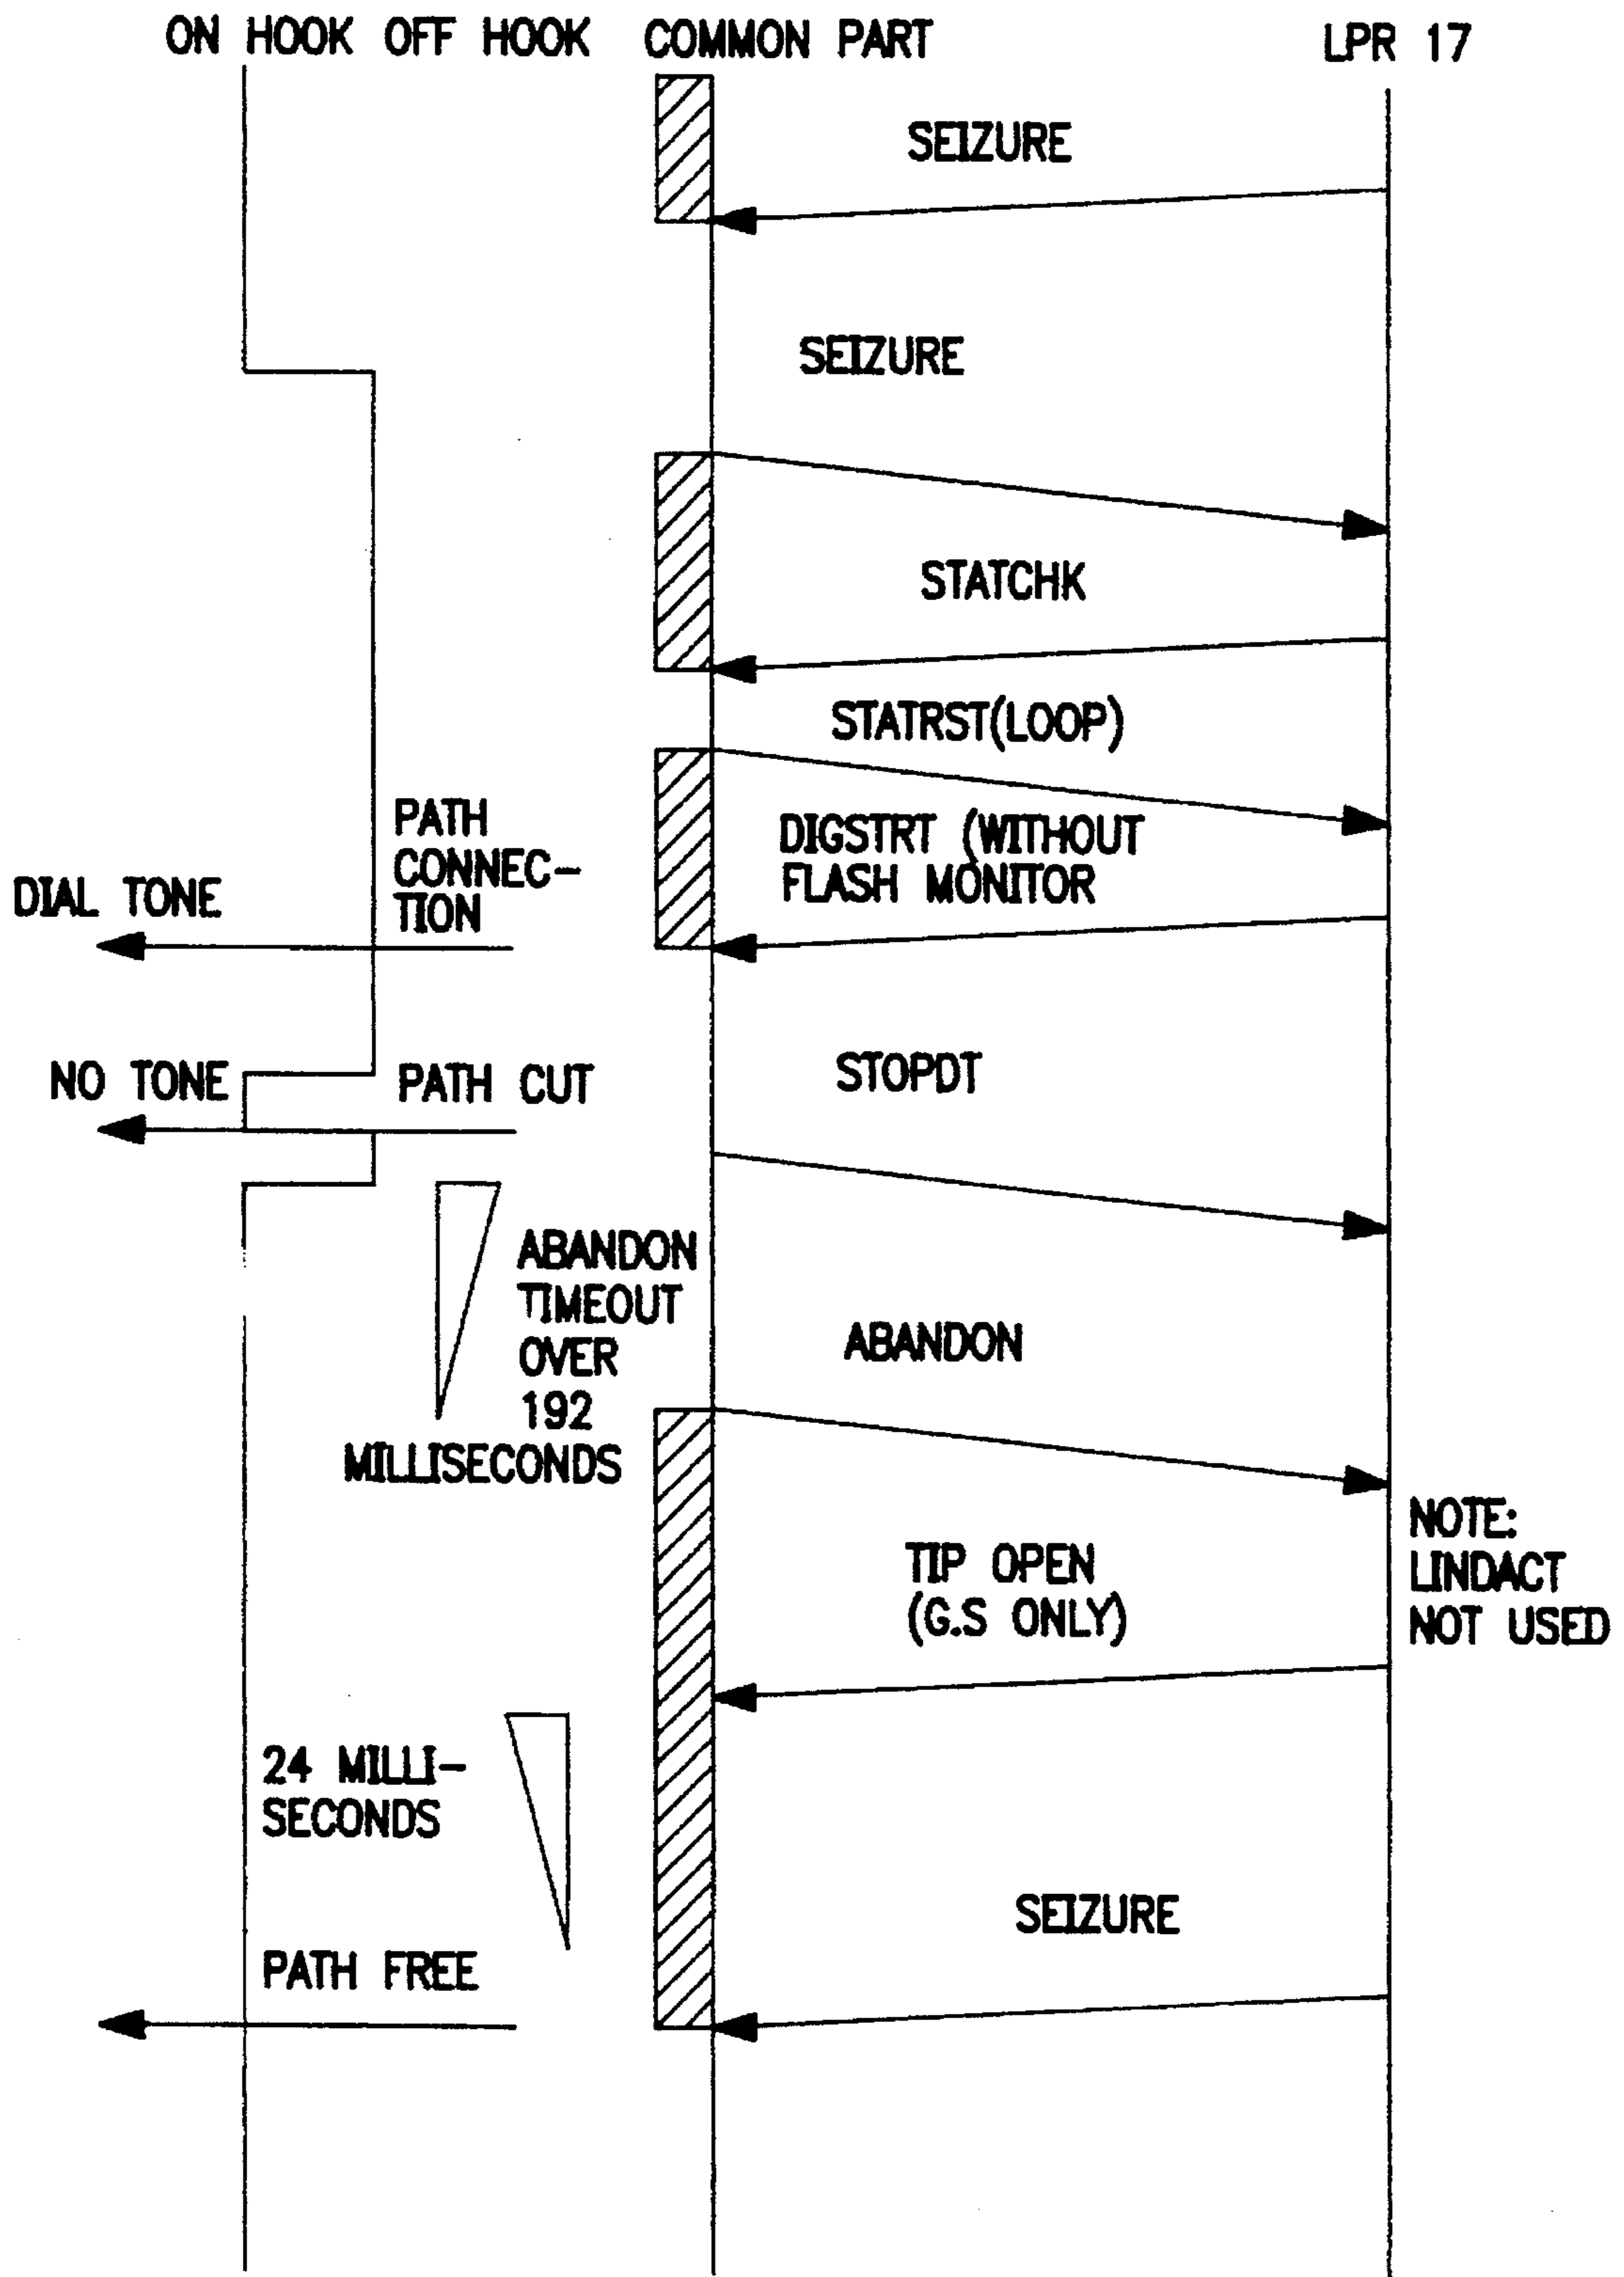 ON HOOK OFF HOOK COMMON PART LPR 17
SEIZURE
SEIZURE
STATCHK
STATRST(LOOP)
PATH
CONNEC-
TION
DIGSTRT (WITHOUT
FLASH MONITOR
DIAL TONE
NO TONE
PATH CUT
STOPDT
ABANDON
TIMEOUT
OVER
192
MILLISECONDS
ABANDON
NOTE:
LINDACT
NOT USED
TIP OPEN
(G.S ONLY)
24 MILLI-
SECONDS
SEIZURE
PATH FREE